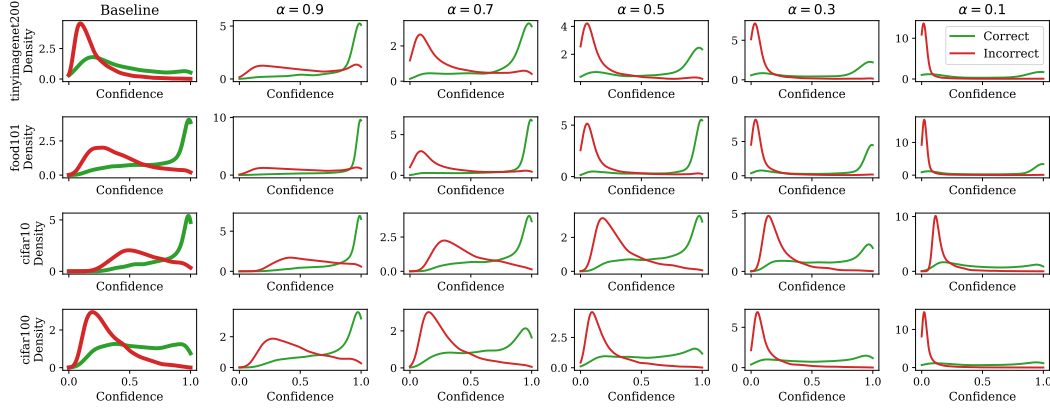 Baseline
α = 0.9
α = 0.7
α = 0.5
α = 0.3
α = 0.1
tinyimagenet200
Density
2.5
0.0
Confidence
5
0
Confidence
2
0
Confidence
4
2
Confidence
5
0
Confidence
10
0
Confidence
Correct
Incorrect
food101
Density
2.5
0.0
Confidence
10
0
Confidence
5
0
Confidence
5
0
Confidence
5
0
Confidence
10
0
Confidence
cifar10
Density
5
0
Confidence
5
0
Confidence
2.5
0.0
Confidence
2
0
Confidence
5
0
Confidence
10
0
Confidence
cifar100
Density
2
0
0.0 0.5 1.0
Confidence
2
0
0.0 0.5 1.0
Confidence
2
0
0.0 0.5 1.0
Confidence
2.5
0.0
0.0 0.5 1.0
Confidence
5
0
0.0 0.5 1.0
Confidence
10
0
0.0 0.5 1.0
Confidence